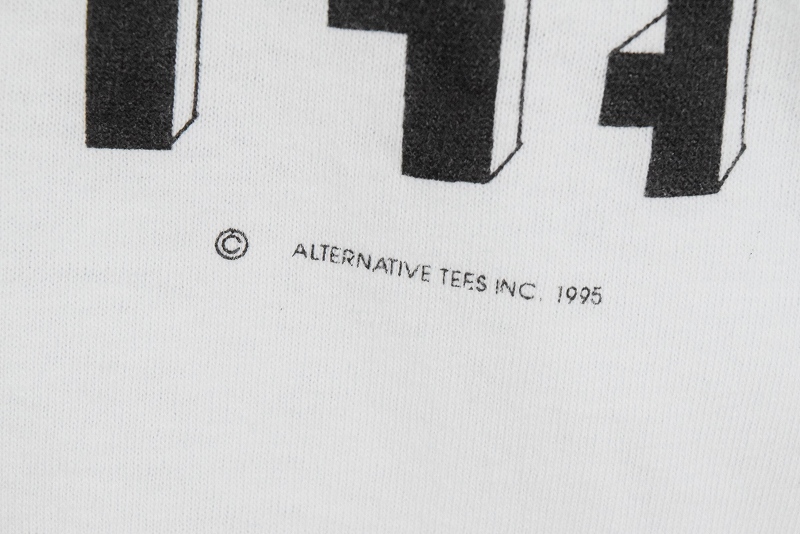 © ALTERNATIVE TEES INC. 1995